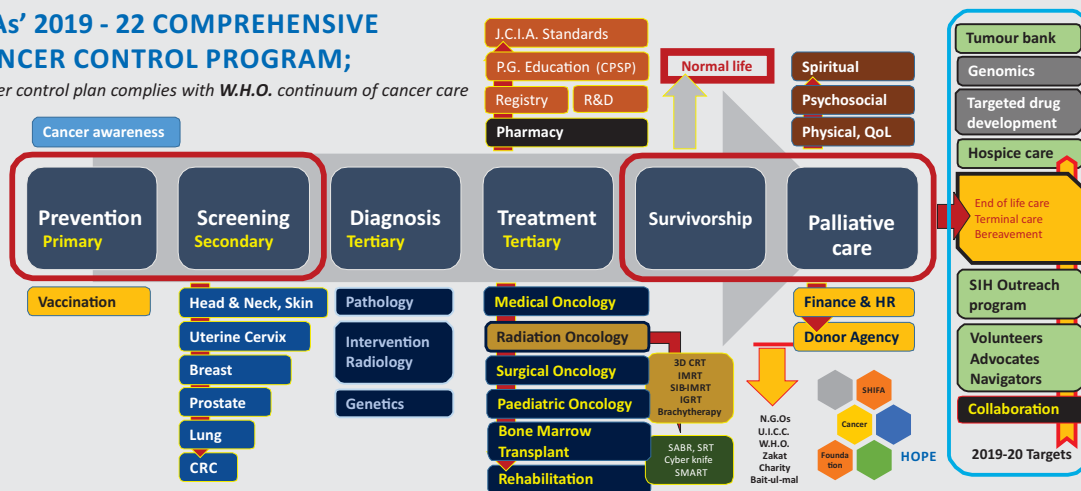 As’ 2019 - 22 COMPREHENSIVE
NCER CONTROL PROGRAM;
er control plan complies with W.H.O. continuum of cancer care
Cancer awareness
J.C.I.A. Standards
P.G. Education (CPSP)
Registry
R&D
Pharmacy
Normal life
Spiritual
Psychosocial
Physical, QoL
Prevention
Primary
Screening
Secondary
Diagnosis
Tertiary
Treatment
Tertiary
Survivorship
Palliative
care
Vaccination
Head & Neck, Skin
Uterine Cervix
Breast
Prostate
Lung
CRC
Pathology
Intervention
Radiology
Genetics
Medical Oncology
Radiation Oncology
Surgical Oncology
Paediatric Oncology
Bone Marrow
Transplant
Rehabilitation
3D CRT
IMRT
SIB-IMRT
IGRT
Brachytherapy
SABR, SRT
Cyber knife
SMART
Finance & HR
Donor Agency
N.G.Os
U.I.C.C.
W.H.O.
Zakat
Charity
Bait-ul-mal
SHIFA
Cancer
Founda
tion
HOPE
Tumour bank
Genomics
Targeted drug
development
Hospice care
End of life care
Terminal care
Bereavement
SIH Outreach
program
Volunteers
Advocates
Navigators
Collaboration
2019-20 Targets